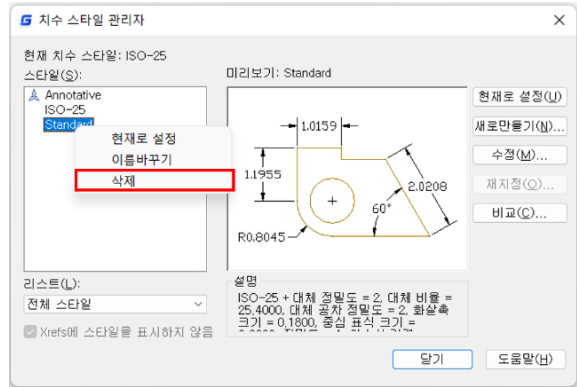 치수 스타일 관리자
현재 치수 스타일: ISO-25
스타일(S):
Annotative
ISO-25
Standard
현재로 설정
이름바꾸기
삭제
미리보기: Standard
1.0159
1.1955
2.0208
60°
R0.8045
현재로 설정(U)
새로만들기(N)...
수정(M)...
재지정(O)...
비교(C)...
리스트(L):
전체 스타일
Xrefs에 스타일을 표시하지 않음
설명
ISO-25 + 대체 정밀도 = 2, 대체 비율 =
25.4000, 대체 공차 정밀도 = 2, 화살촉
크기 = 0.1800, 중심 표식 크기 =
닫기
도움말(H)